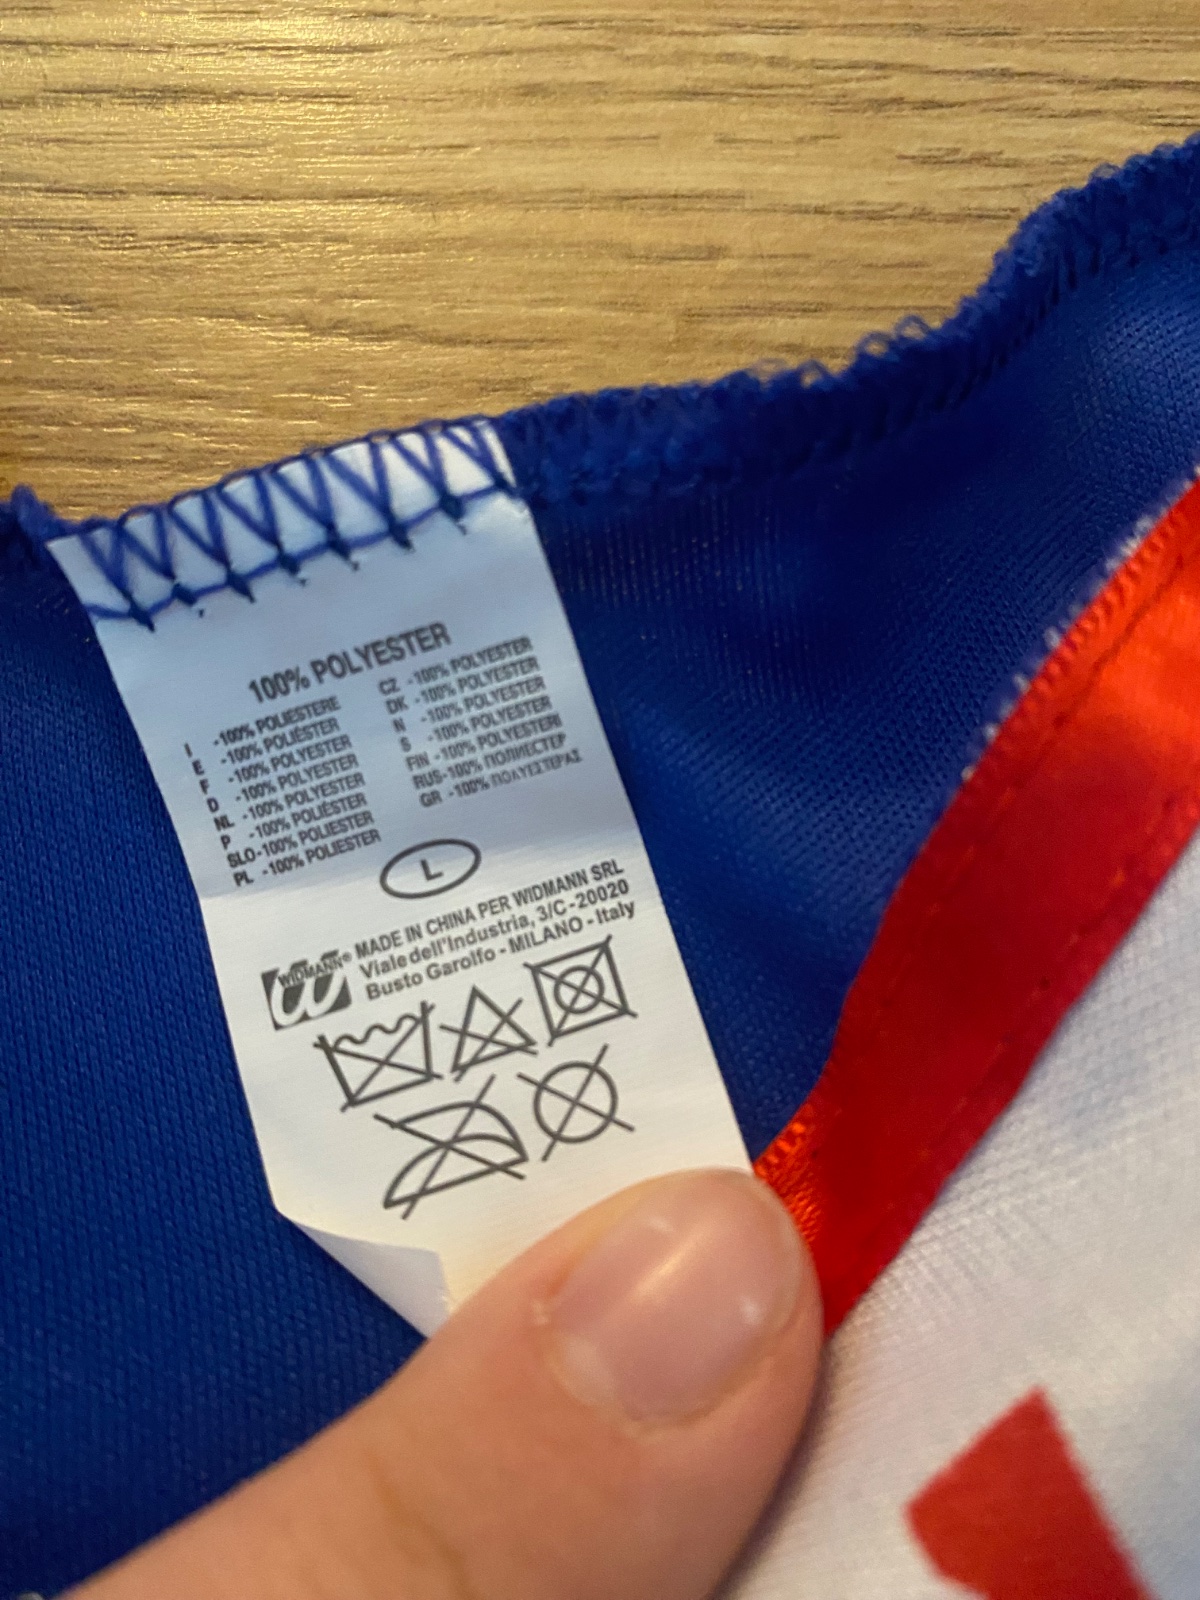 100% POLYESTER
I -100% POLIESTERE
E -100% POLIÉSTER
F -100% POLYESTER
D -100% POLYESTER
NL -100% POLYESTER
P -100% POLIÉSTER
SLO-100% POLIESTER
PL -100% POLIESTER
CZ -100% POLYESTER
DK -100% POLYESTER
N -100% POLYESTER
S -100% POLYESTER
FIN -100% POLYESTERI
RUS-100% ПОЛИЕСТЕР
GR -100% ΠΟΛΥΕΣΤΕΡΑΣ
L
WIDMANN®
MADE IN CHINA PER WIDMANN SRL
Viale dell'Industria, 3/C-20020
Busto Garolfo - MILANO - Italy